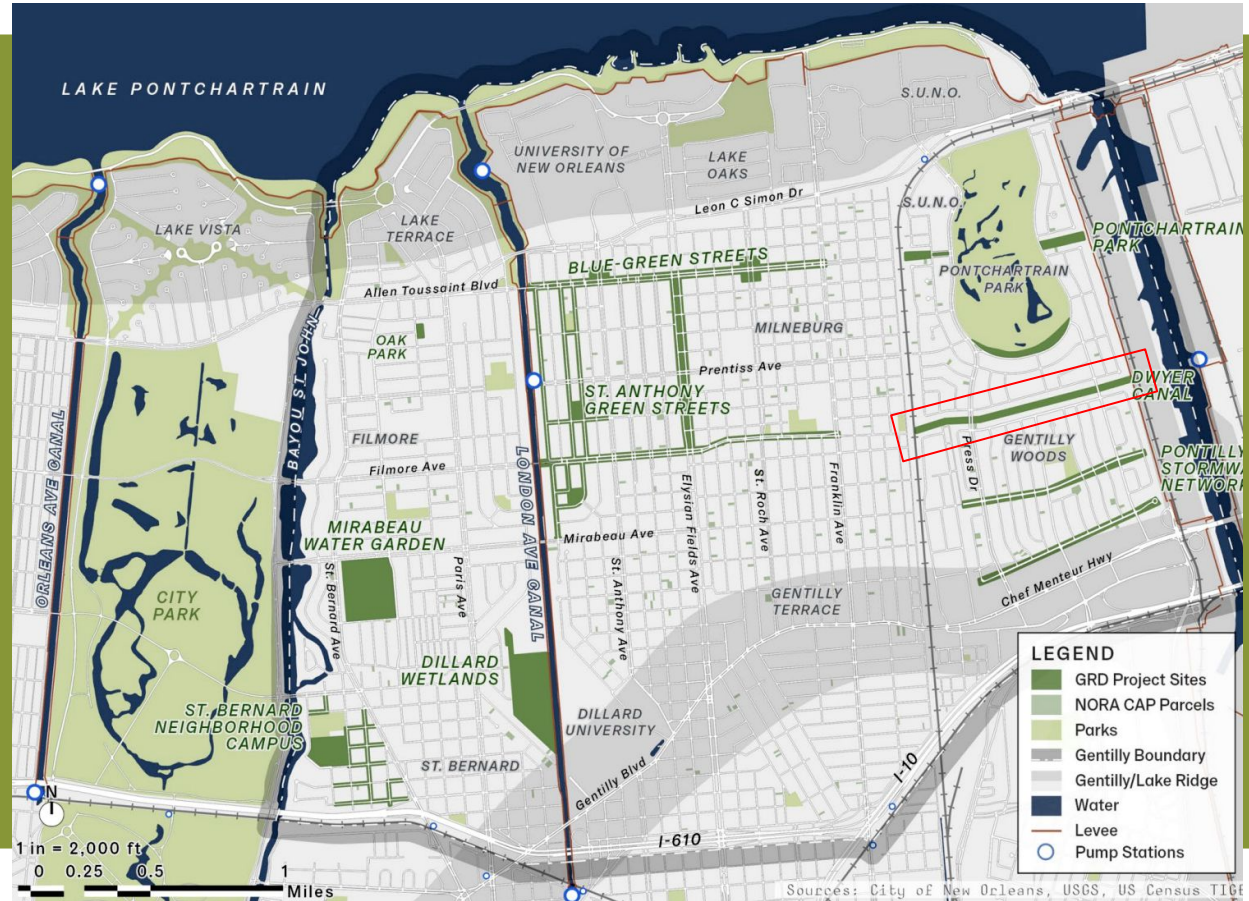 LAKE PONTCHARTRAIN
S.U.N.O.
UNIVERSITY OF
NEW ORLEANS
LAKE
OAKS
Leon C Simon Dr
S.U.N.O.
LAKE VISTA
LAKE
TERRACE
PONTCHARTRAIN
PARK
BLUE-GREEN STREETS
PONTCHARTRAIN
PARK
Allen Toussaint Blvd
OAK
PARK
MILNEBURG
Prentiss Ave
ST. ANTHONY
GREEN STREETS
DWYER
CANAL
BAYOU ST JOHN
ORLEANS AVE CANAL
LONDON AVE CANAL
FILMORE
Filmore Ave
Elysian Fields Ave
St. Roch Ave
Franklin Ave
Press Dr
GENTILLY
WOODS
PONTILLY
STORMWA
NETWORK
MIRABEAU
WATER GARDEN
Mirabeau Ave
St. Bernard Ave
Paris Ave
St. Anthony Ave
GENTILLY
TERRACE
Chef Menteur Hwy
CITY
PARK
DILLARD
WETLANDS
ST. BERNARD
NEIGHBORHOOD
CAMPUS
DILLARD
UNIVERSITY
ST. BERNARD
Gentilly Blvd
I-10
I-610
LEGEND
GRD Project Sites
NORA CAP Parcels
Parks
Gentilly Boundary
Gentilly/Lake Ridge
Water
Levee
Pump Stations
N
1 in = 2,000 ft
0 0.25 0.5 1
Miles
Sources: City of New Orleans, USGS, US Census TIGE